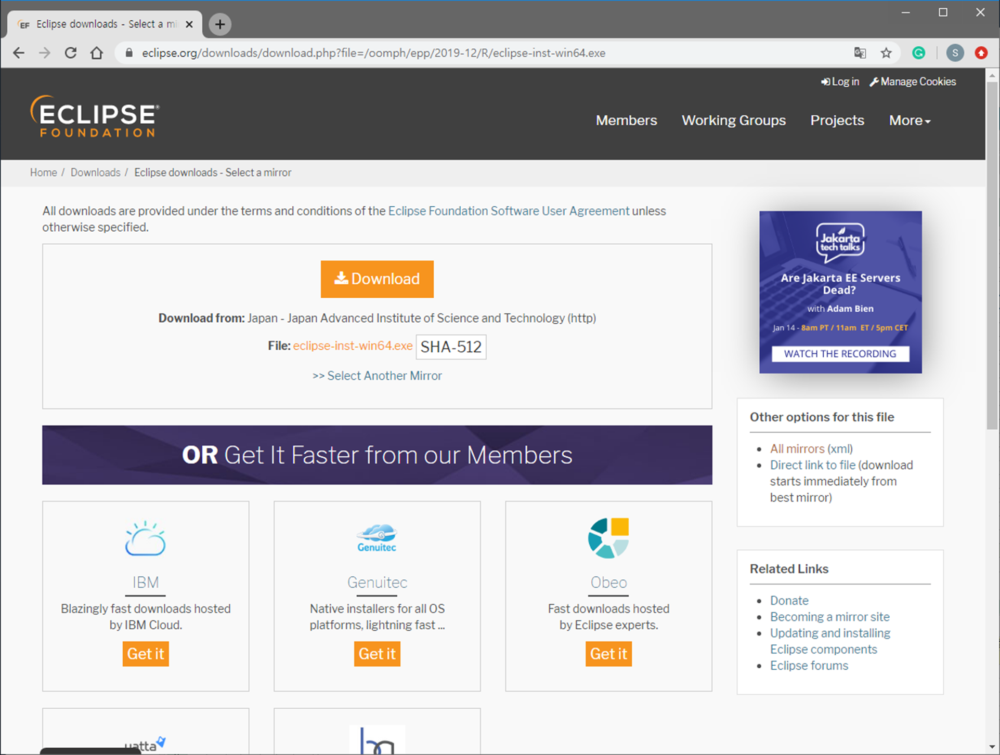 EF Eclipse downloads - Select a mi
eclipse.org/downloads/download.php?file=/oomph/epp/2019-12/R/eclipse-inst-win64.exe
G
S
Log in Manage Cookies
ECLIPSE®
FOUNDATION
Members Working Groups Projects More
Home / Downloads / Eclipse downloads - Select a mirror
All downloads are provided under the terms and conditions of the Eclipse Foundation Software User Agreement unless
otherwise specified.
Download
Download from: Japan - Japan Advanced Institute of Science and Technology (http)
File: eclipse-inst-win64.exe SHA-512
>> Select Another Mirror
Jakarta
tech talks
Are Jakarta EE Servers
Dead?
with Adam Bien
Jan 14 - 8am PT / 11am ET / 5pm CET
WATCH THE RECORDING
OR Get It Faster from our Members
Other options for this file
• All mirrors (xml)
• Direct link to file (download
starts immediately from
best mirror)
IBM
Blazingly fast downloads hosted
by IBM Cloud.
Get it
Genuitec
Genuitec
Native installers for all OS
platforms, lightning fast ...
Get it
Obeo
Fast downloads hosted
by Eclipse experts.
Get it
Related Links
• Donate
• Becoming a mirror site
• Updating and installing
Eclipse components
• Eclipse forums
yatta